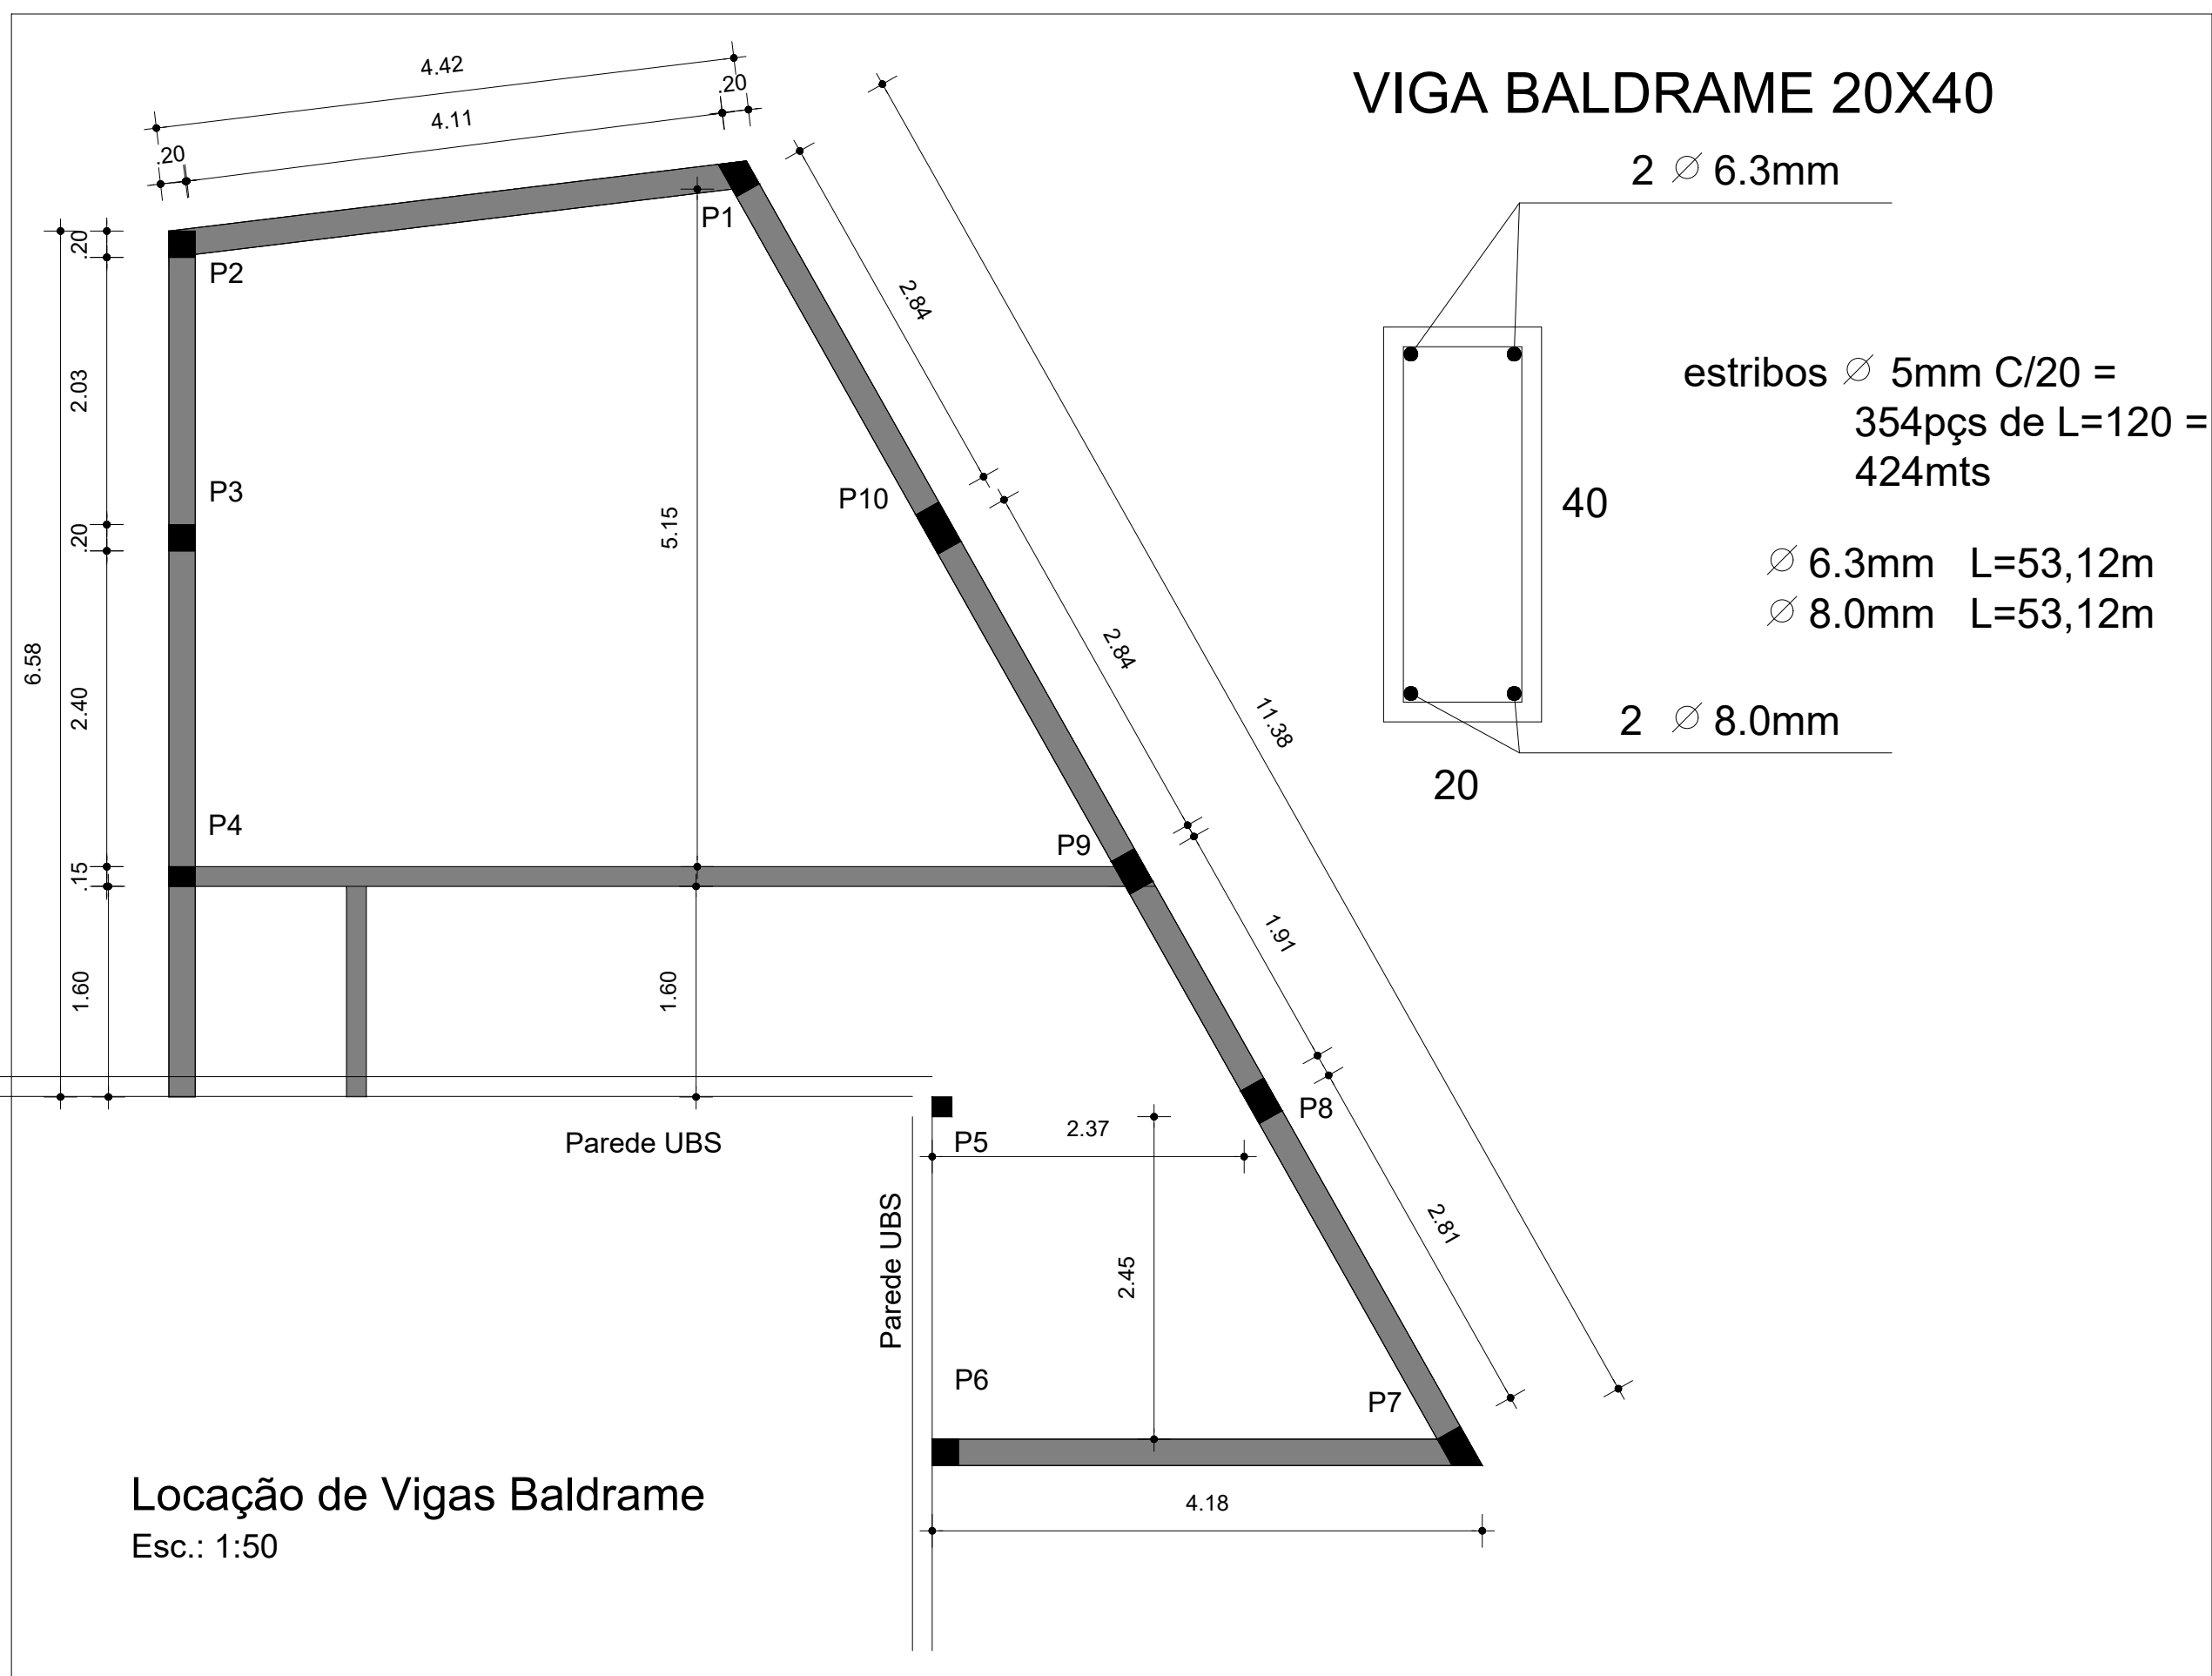 VIGA BALDRAME 20X40
2 ∅ 6.3mm
estribos ∅ 5mm C/20 =
354pçs de L=120 =
424mts
40
∅ 6.3mm L=53,12m
∅ 8.0mm L=53,12m
2 ∅ 8.0mm
20
4.42
.20
4.11
.20
P1
.20
P2
2.84
2.03
P3
P10
.20
5.15
2.84
6.58
2.40
11.38
P4
P9
.15
1.91
1.60
1.60
P8
Parede UBS
P5
2.37
Parede UBS
2.45
2.81
P6
P7
4.18
Locação de Vigas Baldrame
Esc.: 1:50